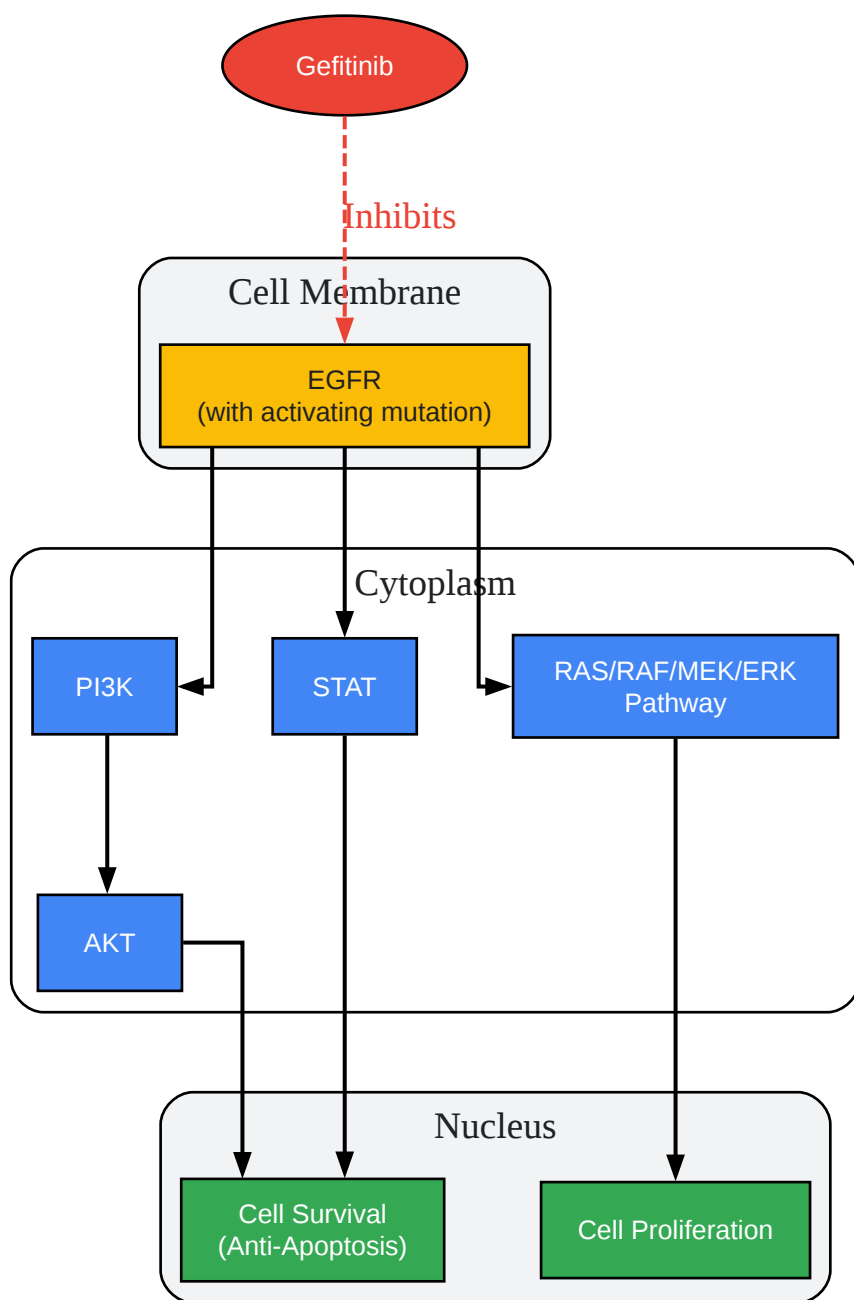 Gefitinib
Inhibits
Cell Membrane
EGFR
(with activating mutation)
Cytoplasm
PI3K
STAT
RAS/RAF/MEK/ERK
Pathway
AKT
Nucleus
Cell Survival
(Anti-Apoptosis)
Cell Proliferation